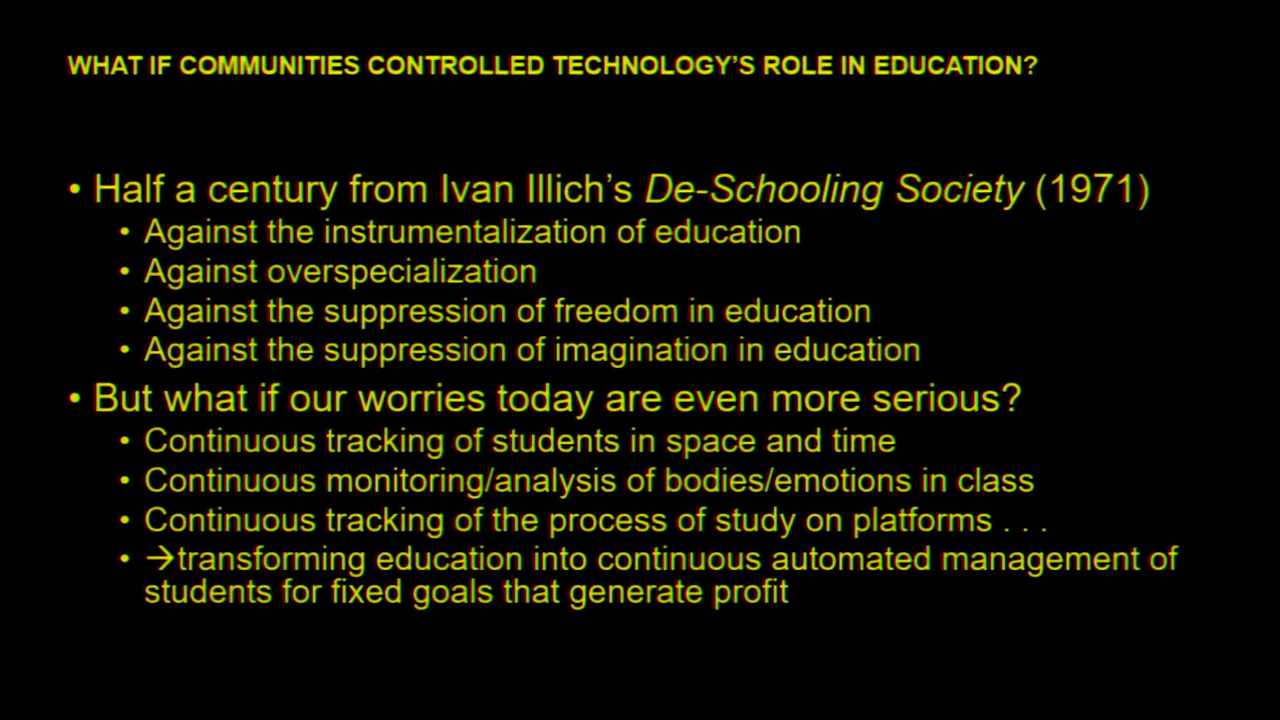 WHAT IF COMMUNITIES CONTROLLED TECHNOLOGY’S ROLE IN EDUCATION?
• Half a century from Ivan Illich’s De-Schooling Society (1971)
• Against the instrumentalization of education
• Against overspecialization
• Against the suppression of freedom in education
• Against the suppression of imagination in education
• But what if our worries today are even more serious?
• Continuous tracking of students in space and time
• Continuous monitoring/analysis of bodies/emotions in class
• Continuous tracking of the process of study on platforms . . .
• →transforming education into continuous automated management of
students for fixed goals that generate profit